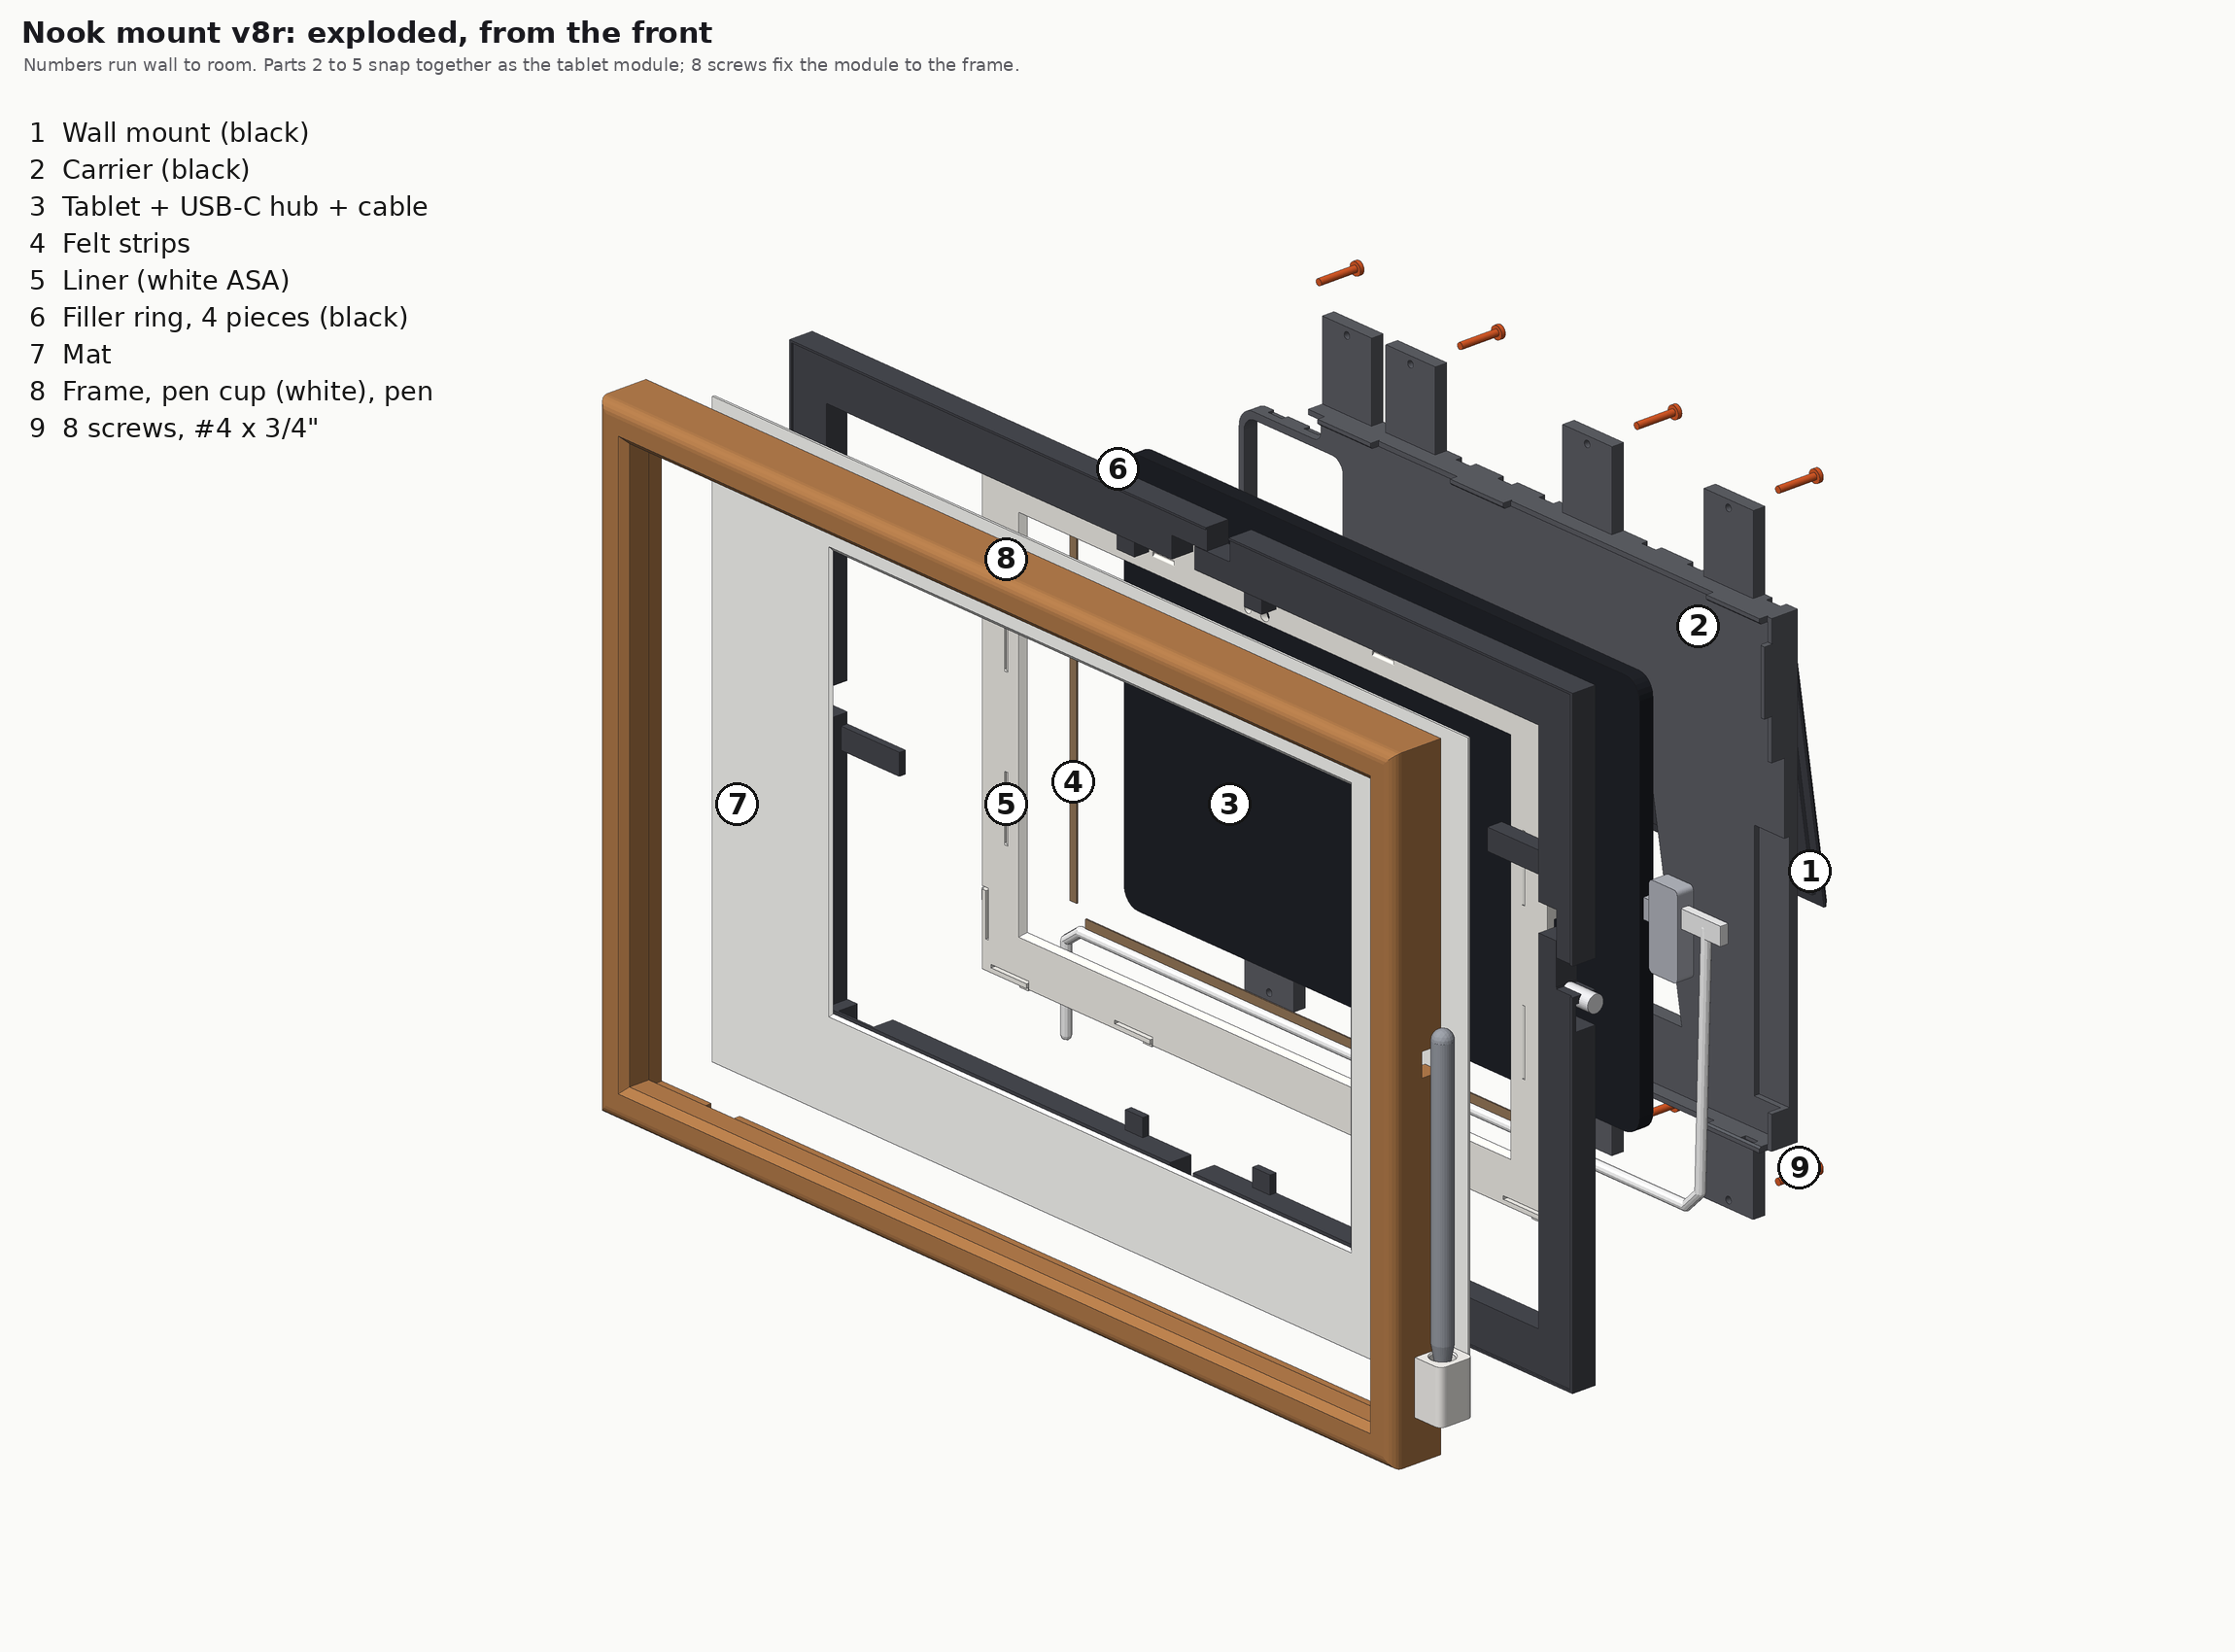 Nook mount v8r: exploded, from the front
Numbers run wall to room. Parts 2 to 5 snap together as the tablet module; 8 screws fix the module to the frame.
1 Wall mount (black)
2 Carrier (black)
3 Tablet + USB-C hub + cable
4 Felt strips
5 Liner (white ASA)
6 Filler ring, 4 pieces (black)
7 Mat
8 Frame, pen cup (white), pen
9 8 screws, #4 x 3/4"
6
8
2
4
7
5
3
1
9